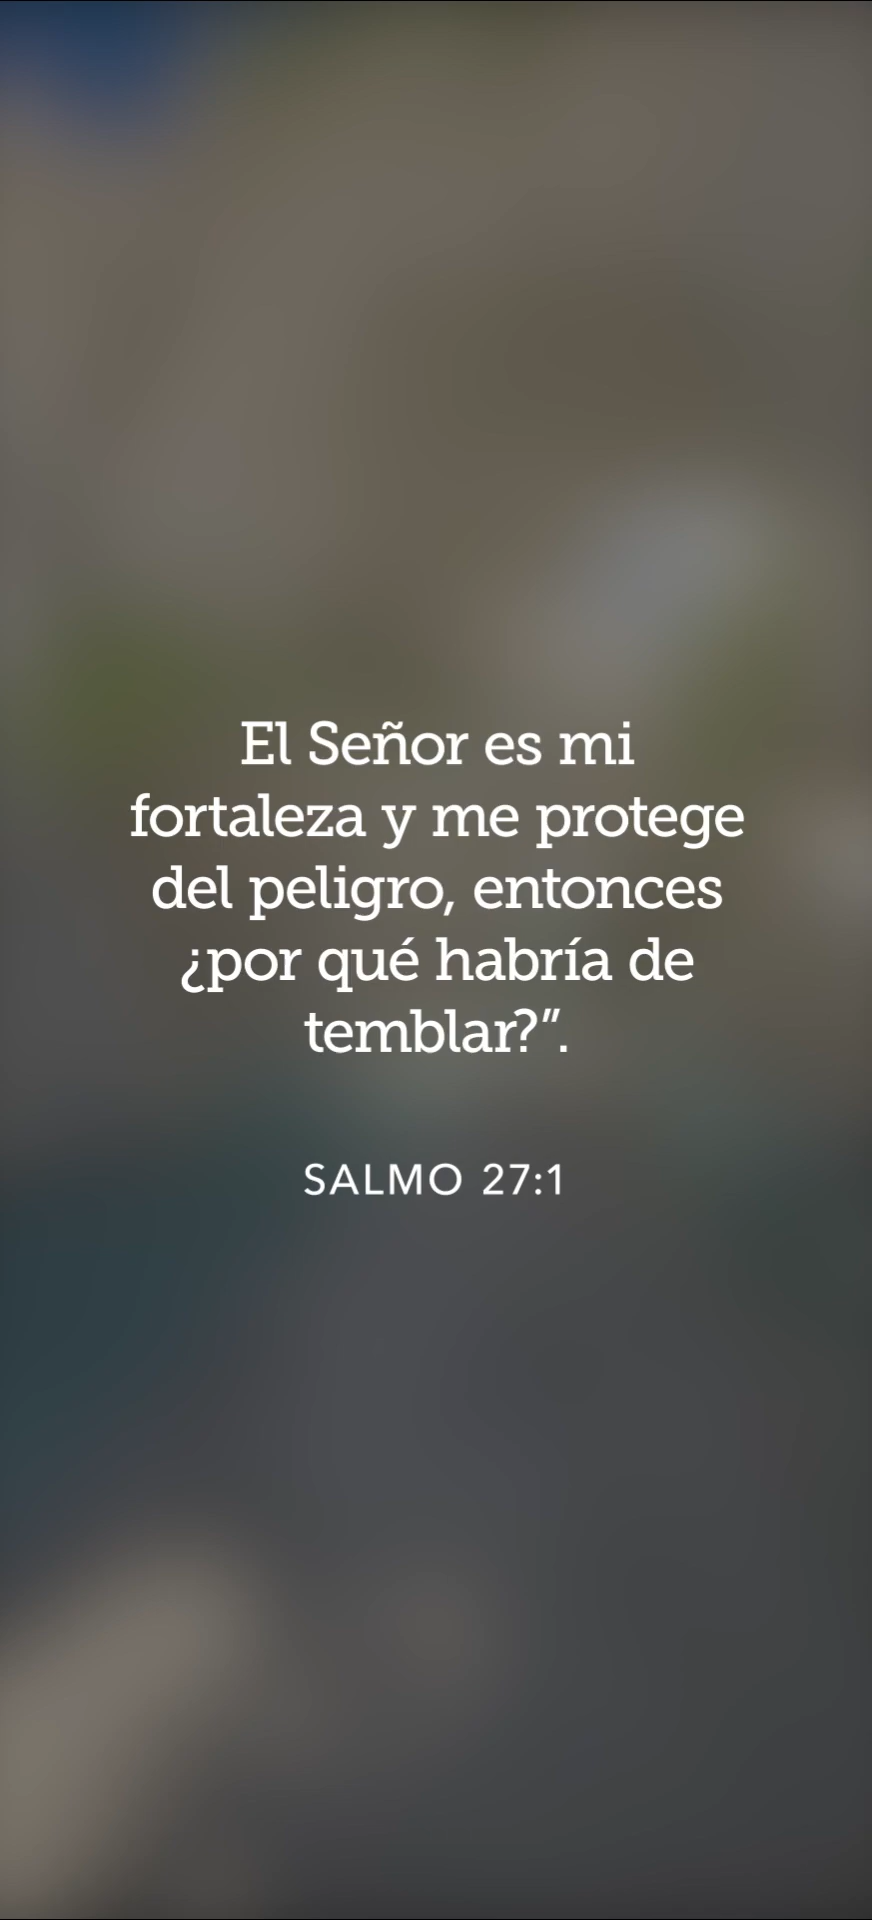 El Señor es mi
fortaleza y me protege
del peligro, entonces
¿por qué habría de
temblar?”.
SALMO 27:1